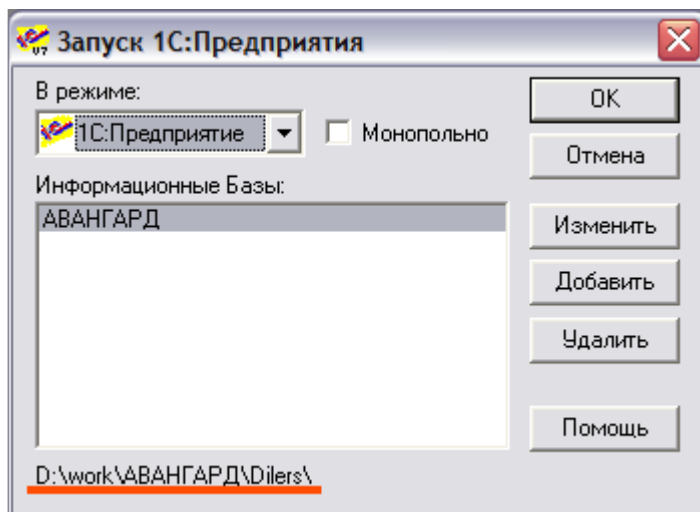 Запуск 1С:Предприятия
В режиме:
1С:Предприятие
Монопольно
Информационные Базы:
АВАНГАРД
OK
Отмена
Изменить
Добавить
Удалить
Помощь
D:\work\АВАНГАРД\Dilers\